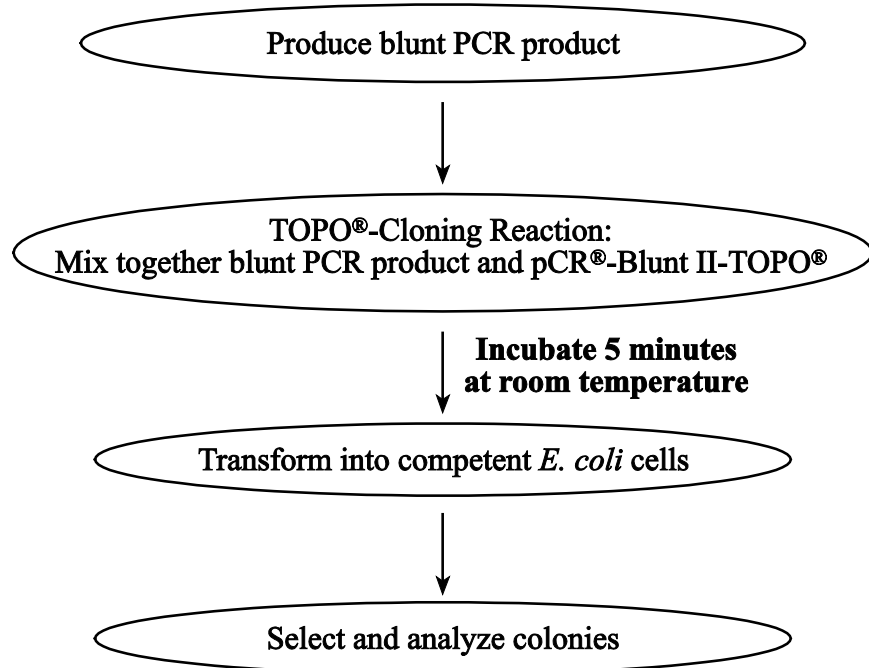 Produce blunt PCR product
TOPO®-Cloning Reaction:
Mix together blunt PCR product and pCR®-Blunt II-TOPO®
Incubate 5 minutes
at room temperature
Transform into competent E. coli cells
Select and analyze colonies